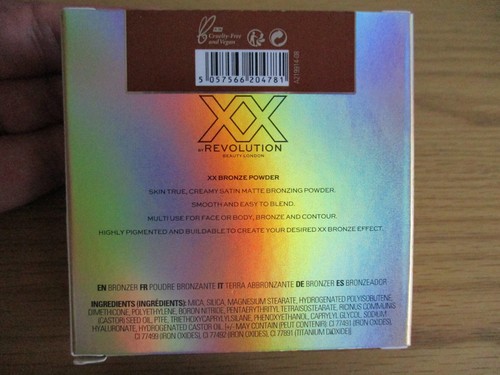 Cruelty-Free
and Vegan
5 057566 204781
XX
BY REVOLUTION
BEAUTY LONDON
XX BRONZE POWDER
SKIN TRUE, CREAMY SATIN MATTE BRONZING POWDER.
SMOOTH AND EASY TO BLEND.
MULTI USE FOR FACE OR BODY, BRONZE AND CONTOUR.
HIGHLY PIGMENTED AND BUILDABLE TO CREATE YOUR DESIRED XX BRONZE EFFECT.
EN BRONZER FR POUDRE BRONZANTE IT TERRA ABBRONZANTE DE BRONZER ES BRONCEADOR
INGREDIENTS (INGRÉDIENTS): MICA, SILICA, MAGNESIUM STEARATE, HYDROGENATED POLYISOBUTENE,
DIMETHICONE, POLYETHYLENE, BORON NITRIDE, PENTAERYTHRITYL TETRAISOSTEARATE, RICINUS COMMUNIS
(CASTOR) SEED OIL, PTFE, TRIETHOXYCAPRYLYLSILANE, PHENOXYETHANOL, CAPRYLYL GLYCOL, SODIUM
HYALURONATE, HYDROGENATED CASTOR OIL. [+/- MAY CONTAIN (PEUT CONTENIR): CI 77491 (IRON OXIDES),
CI 77499 (IRON OXIDES), CI 77492 (IRON OXIDES), CI 77891 (TITANIUM DIOXIDE)]